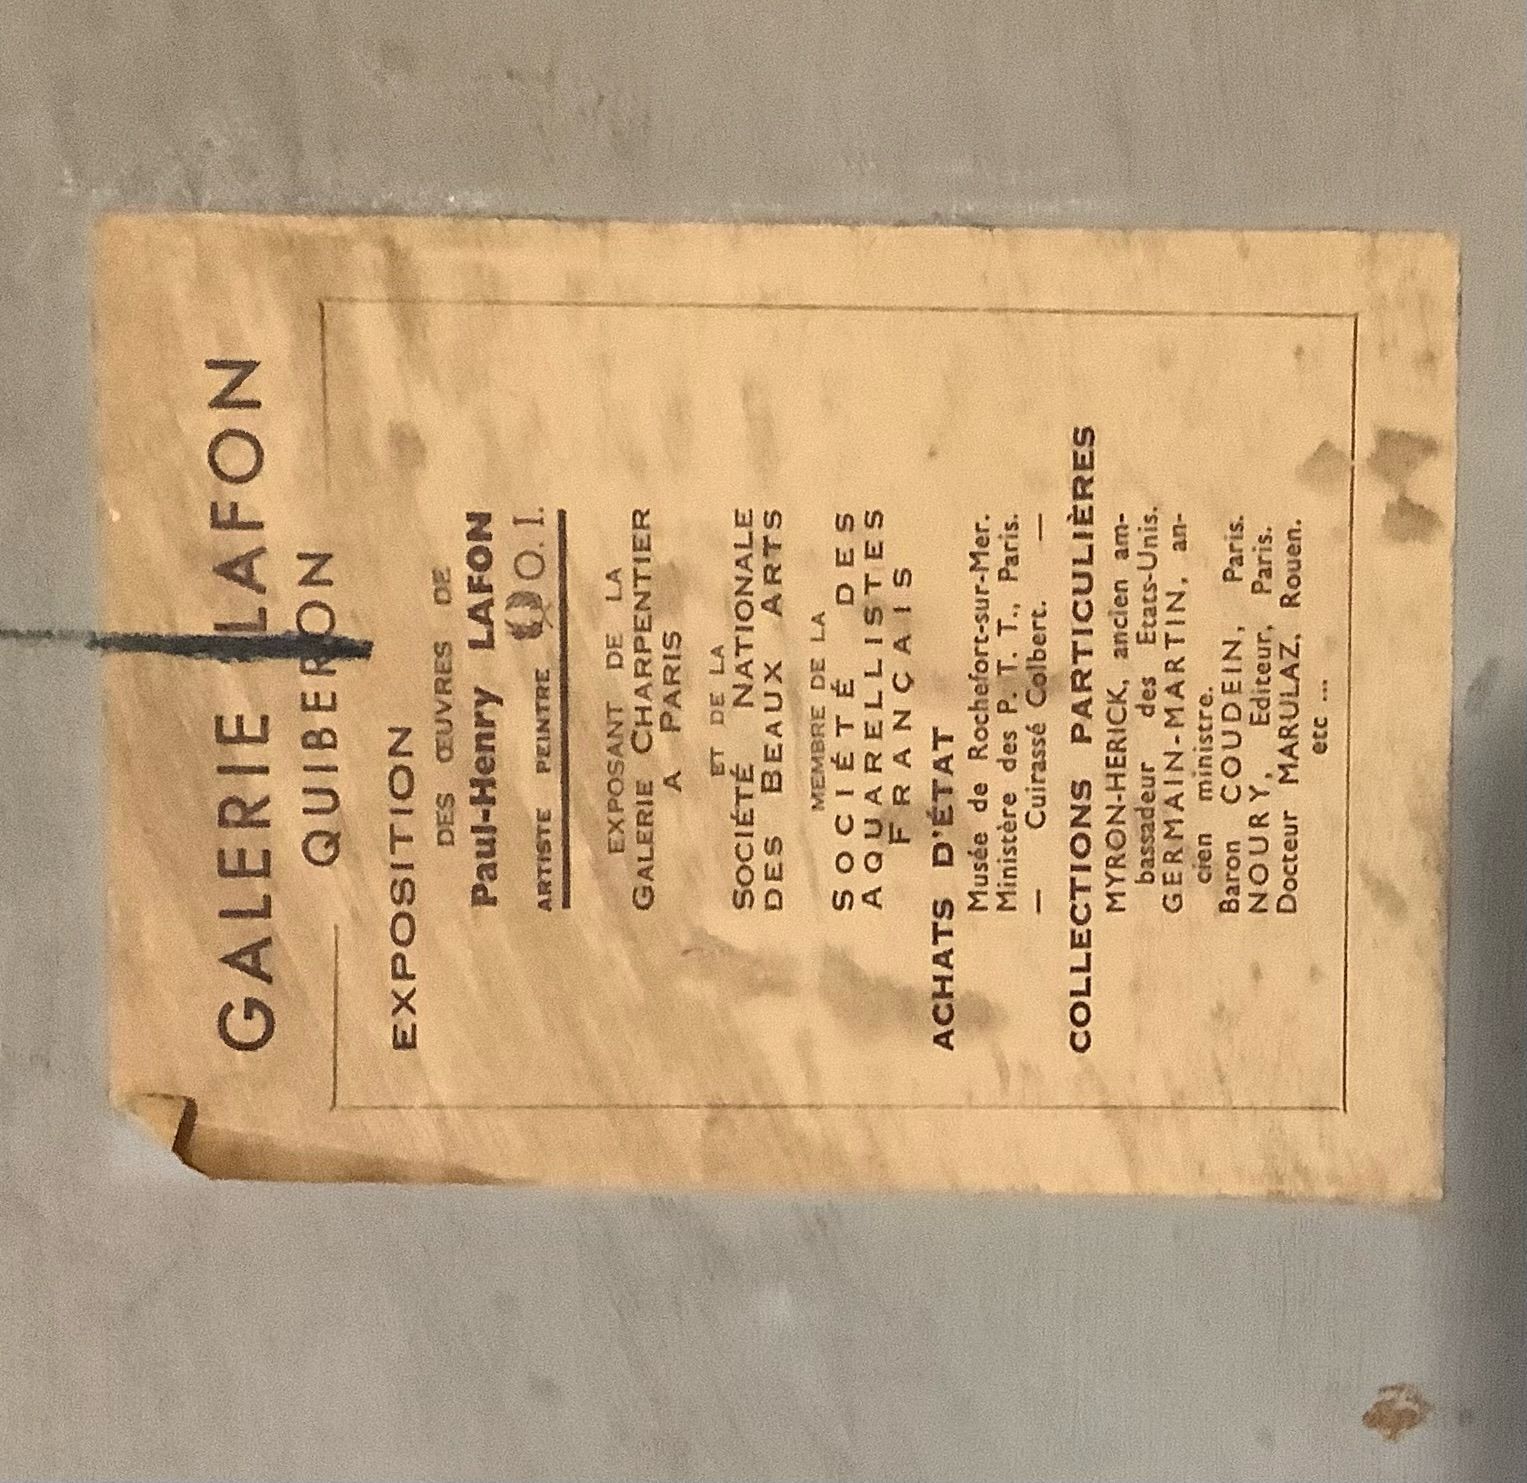 GALERIE LAFON
QUIBERON
EXPOSITION
DES ŒUVRES DE
Paul-Henry LAFON
ARTISTE PEINTRE O. I.
EXPOSANT DE LA
GALERIE CHARPENTIER
A PARIS
ET DE LA
SOCIÉTÉ NATIONALE
DES BEAUX ARTS
MEMBRE DE LA
SOCIÉTÉ DES
AQUARELLISTES
FRANÇAIS
ACHATS D'ÉTAT
Musée de Rochefort-sur-Mer.
Ministère des P. T. T., Paris.
— Cuirassé Colbert. —
COLLECTIONS PARTICULIÈRES
MYRON-HERICK, ancien am-
bassadeur des Etats-Unis.
GERMAIN-MARTIN, an-
cien ministre.
Baron COUDEIN, Paris.
NOURY, Editeur, Paris.
Docteur MARULAZ, Rouen.
etc ...